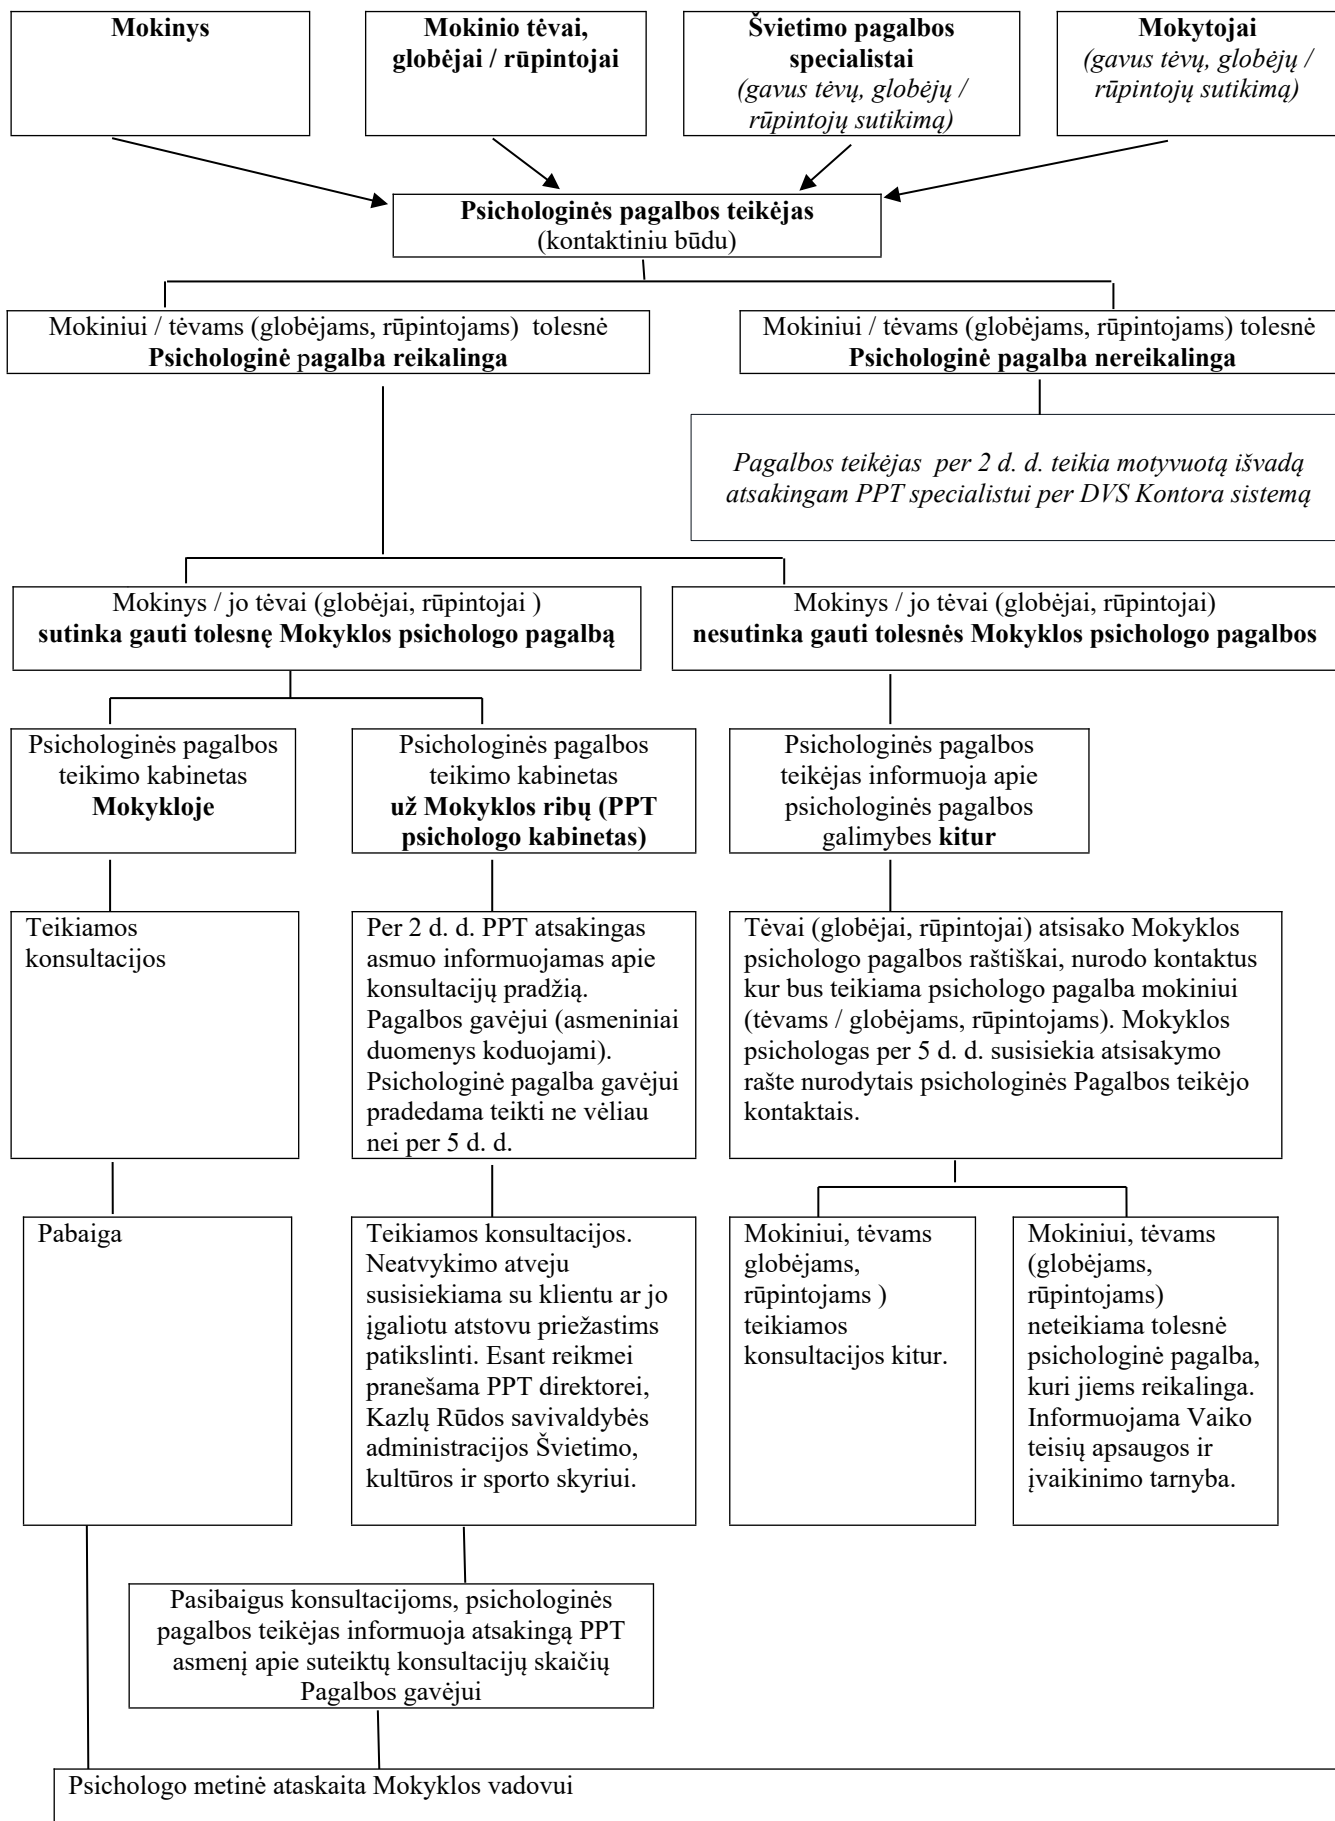 Mokinys
Mokinio tėvai,
globėjai / rūpintojai
Švietimo pagalbos
specialistai
(gavus tėvų, globėjų /
rūpintojų sutikimą)
Mokytojai
(gavus tėvų, globėjų /
rūpintojų sutikimą)
Psichologinės pagalbos teikėjas
(kontaktiniu būdu)
Mokiniui / tėvams (globėjams, rūpintojams) tolesnė
Psichologinė pagalba reikalinga
Mokiniui / tėvams (globėjams, rūpintojams) tolesnė
Psichologinė pagalba nereikalinga
Pagalbos teikėjas per 2 d. d. teikia motyvuotą išvadą
atsakingam PPT specialistui per DVS Kontora sistemą
Mokinys / jo tėvai (globėjai, rūpintojai )
sutinka gauti tolesnę Mokyklos psichologo pagalbą
Mokinys / jo tėvai (globėjai, rūpintojai)
nesutinka gauti tolesnės Mokyklos psichologo pagalbos
Psichologinės pagalbos
teikimo kabinetas
Mokykloje
Psichologinės pagalbos
teikimo kabinetas
už Mokyklos ribų (PPT
psichologo kabinetas)
Psichologinės pagalbos
teikėjas informuoja apie
psichologinės pagalbos
galimybes kitur
Teikiamos
konsultacijos
Per 2 d. d. PPT atsakingas
asmuo informuojamas apie
konsultacijų pradžią.
Pagalbos gavėjui (asmeniniai
duomenys koduojami).
Psichologinė pagalba gavėjui
pradedama teikti ne vėliau
nei per 5 d. d.
Tėvai (globėjai, rūpintojai) atsisako Mokyklos
psichologo pagalbos raštiškai, nurodo kontaktus
kur bus teikiama psichologo pagalba mokiniui
(tėvams / globėjams, rūpintojams). Mokyklos
psichologas per 5 d. d. susisiekia atsisakymo
rašte nurodytais psichologinės Pagalbos teikėjo
kontaktais.
Pabaiga
Teikiamos konsultacijos.
Neatvykimo atveju
susisiekiama su klientu ar jo
įgaliotu atstovu priežastims
patikslinti. Esant reikmei
pranešama PPT direktorei,
Kazlų Rūdos savivaldybės
administracijos Švietimo,
kultūros ir sporto skyriui.
Mokiniui, tėvams
globėjams,
rūpintojams )
teikiamos
konsultacijos kitur.
Mokiniui, tėvams
(globėjams,
rūpintojams)
neteikiama tolesnė
psichologinė pagalba,
kuri jiems reikalinga.
Informuojama Vaiko
teisių apsaugos ir
įvaikinimo tarnyba.
Pasibaigus konsultacijoms, psichologinės
pagalbos teikėjas informuoja atsakingą PPT
asmenį apie suteiktų konsultacijų skaičių
Pagalbos gavėjui
Psichologo metinė ataskaita Mokyklos vadovui